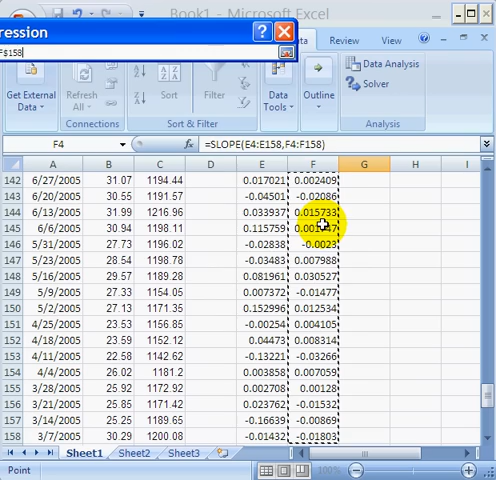 Book1 - Microsoft Excel
ression
F$158
Data Review View
Get External Data
Refresh All
Sort
Filter
Data Tools
Outline
Data Analysis
Solver
Connections Sort & Filter Analysis
F4 =SLOPE(E4:E158,F4:F158)
A B C D E F G H I
142 6/27/2005 31.07 1194.44 0.017021 0.002409
143 6/20/2005 30.55 1191.57 -0.04501 -0.02086
144 6/13/2005 31.99 1216.96 0.033937 0.015733
145 6/6/2005 30.94 1198.11 0.115759
146 5/31/2005 27.73 1196.02 -0.02838 -0.0023
147 5/23/2005 28.54 1198.78 -0.03483 0.007988
148 5/16/2005 29.57 1189.28 0.081961 0.030527
149 5/9/2005 27.33 1154.05 0.007372 -0.01477
150 5/2/2005 27.13 1171.35 0.152996 0.012534
151 4/25/2005 23.53 1156.85 -0.00254 0.004105
152 4/18/2005 23.59 1152.12 0.04473 0.008314
153 4/11/2005 22.58 1142.62 -0.13221 -0.03266
154 4/4/2005 26.02 1181.2 0.003858 0.007059
155 3/28/2005 25.92 1172.92 0.002708 0.00128
156 3/21/2005 25.85 1171.42 0.023762 -0.01532
157 3/14/2005 25.25 1189.65 -0.16639 -0.00869
158 3/7/2005 30.29 1200.08 -0.01432 -0.01803
Sheet1 Sheet2 Sheet3
Point 100%